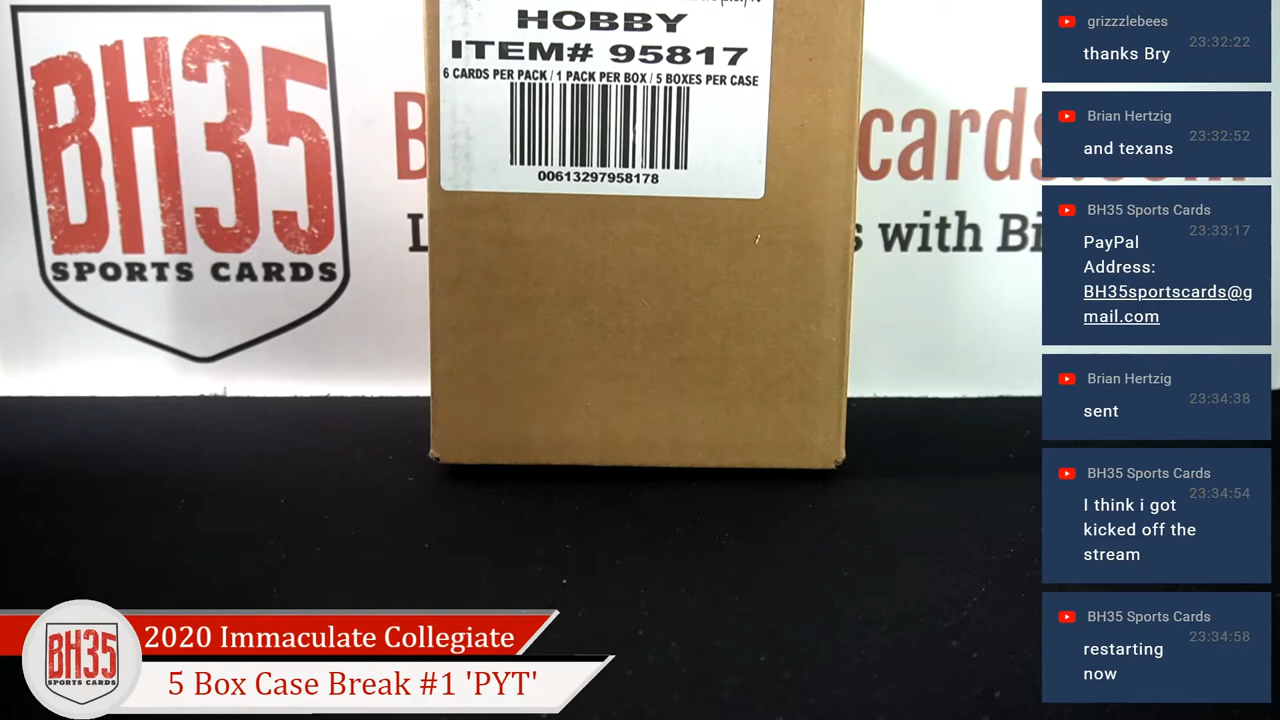 HOBBY
ITEM# 95817
6 CARDS PER PACK / 1 PACK PER BOX / 5 BOXES PER CASE
00613297958178
BH35
SPORTS CARDS
B
cards.com
L
s with Bi
grizzzlebees
23:32:22
thanks Bry
Brian Hertzig
23:32:52
and texans
BH35 Sports Cards
23:33:17
PayPal
Address:
BH35sportscards@g
mail.com
Brian Hertzig
23:34:38
sent
BH35 Sports Cards
23:34:54
I think i got
kicked off the
stream
BH35 Sports Cards
23:34:58
restarting
now
BH35
SPORTS CARDS
2020 Immaculate Collegiate
5 Box Case Break #1 'PYT'